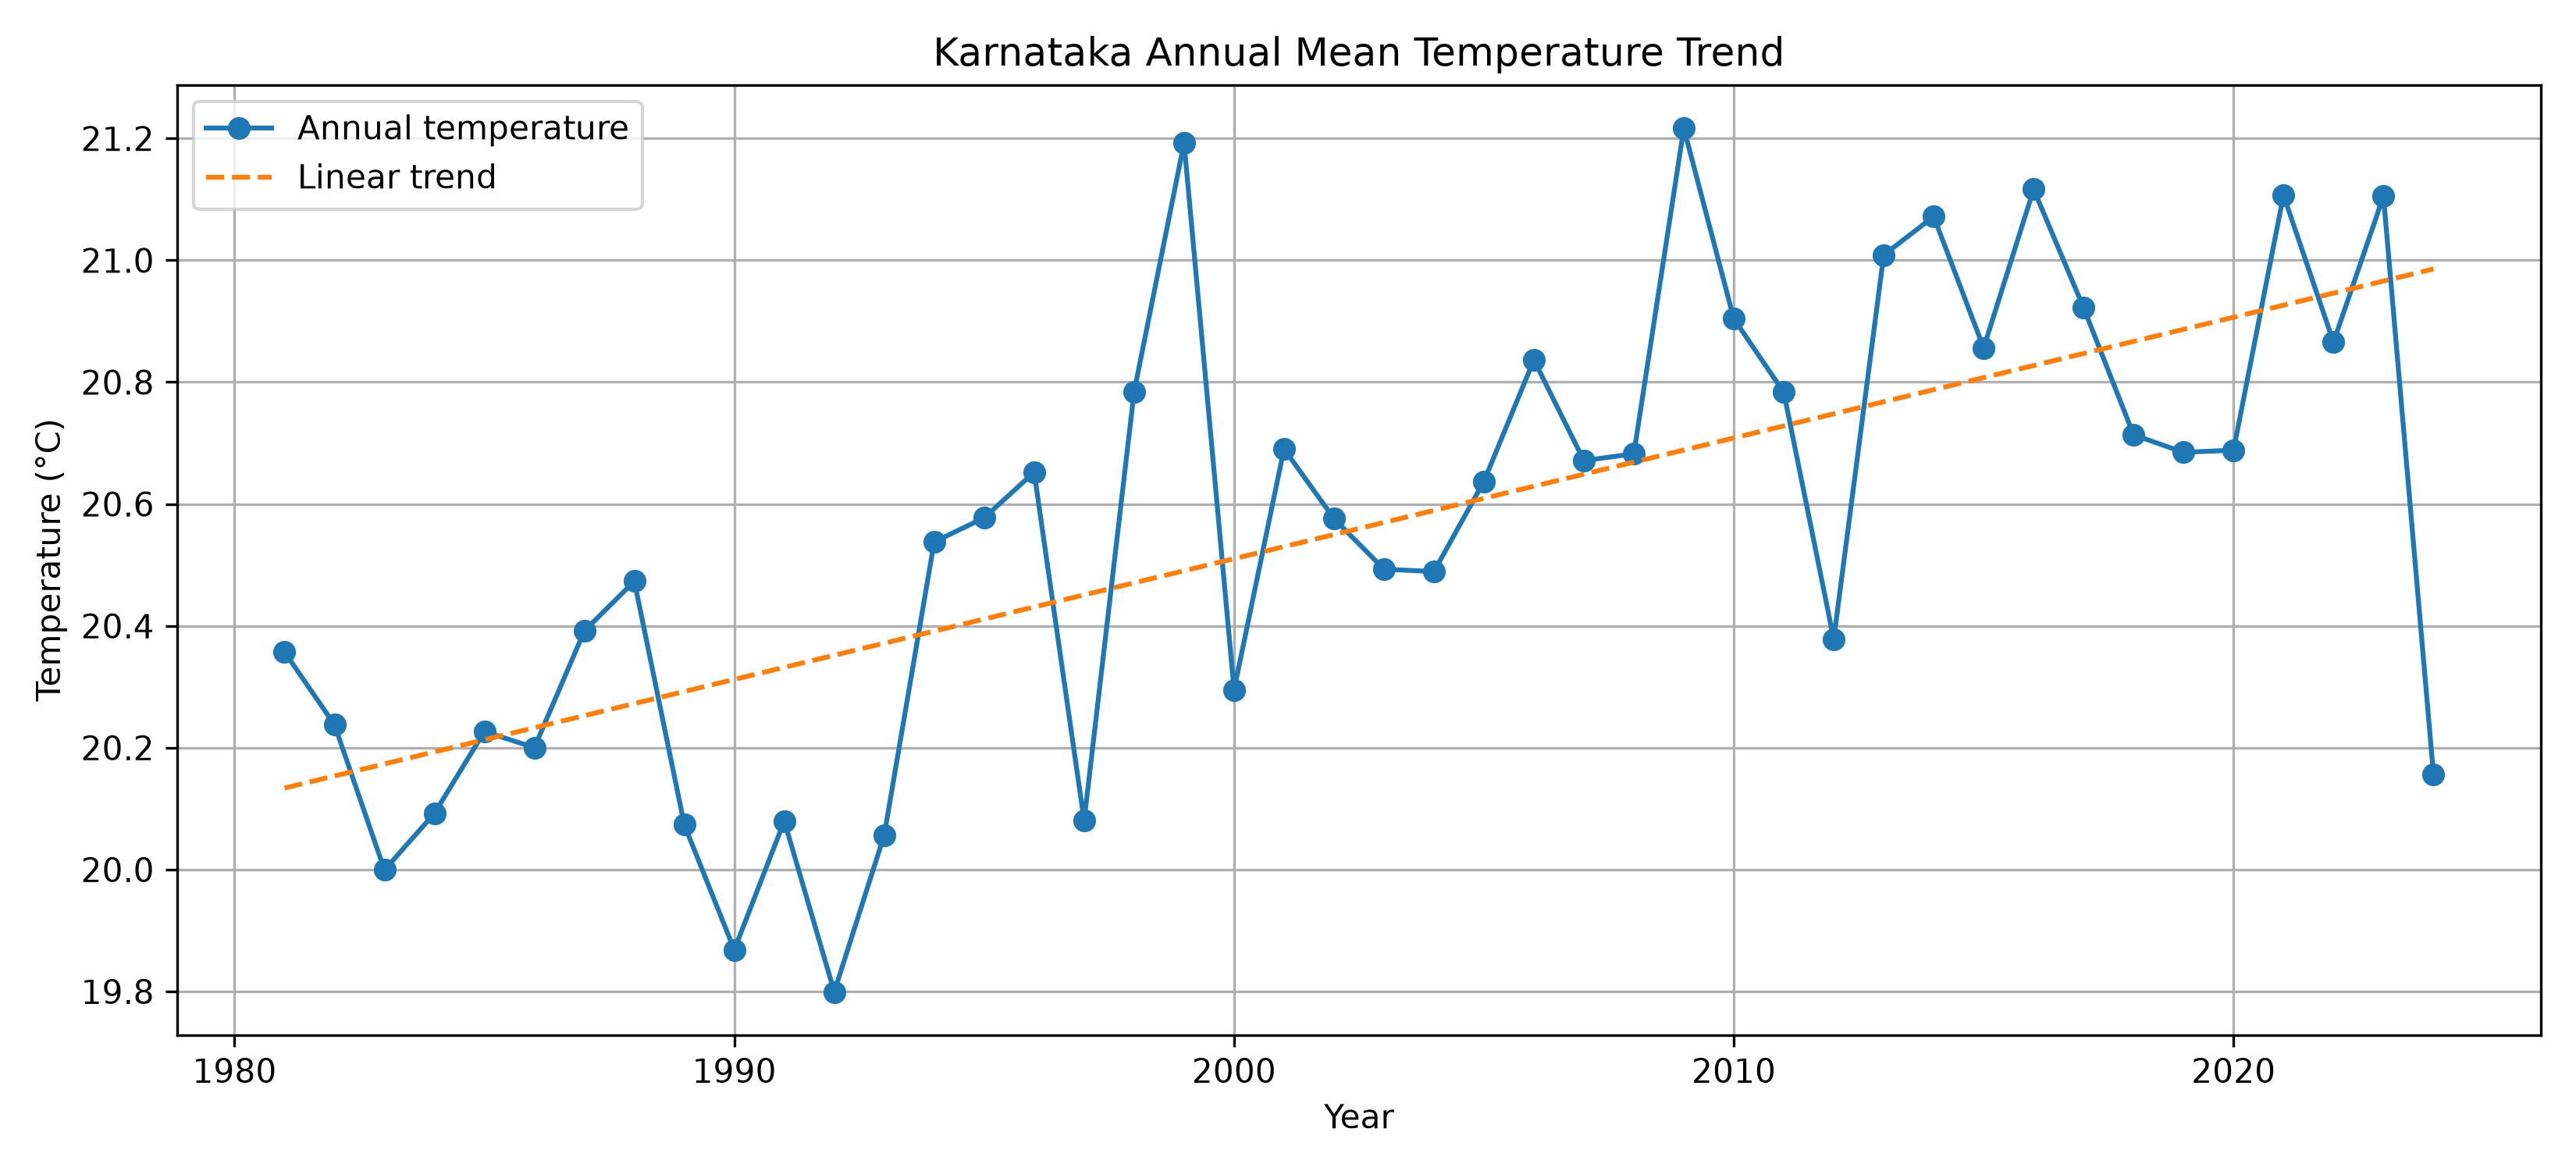 Karnataka Annual Mean Temperature Trend
Annual temperature
Linear trend
21.2
21.0
20.8
20.6
20.4
20.2
20.0
19.8
Temperature (°C)
1980 1990 2000 2010 2020
Year